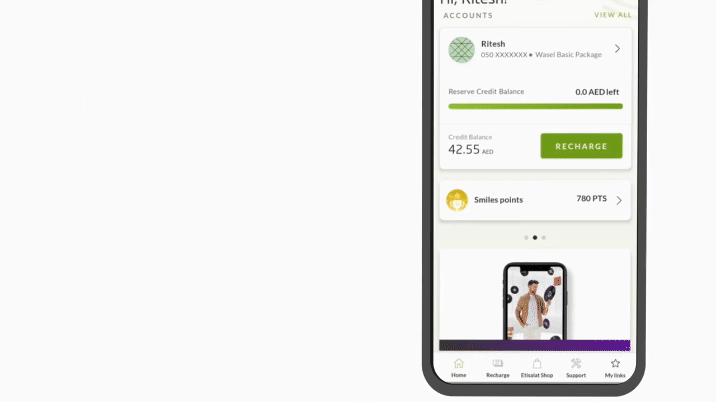 Hi, Ritesh!
ACCOUNTS VIEW ALL
Ritesh
050 XXXXXXX • Wasel Basic Package
Reserve Credit Balance 0.0 AED left
Credit Balance
42.55 AED
RECHARGE
Smiles points 780 PTS
Home Recharge Etisalat Shop Support My links